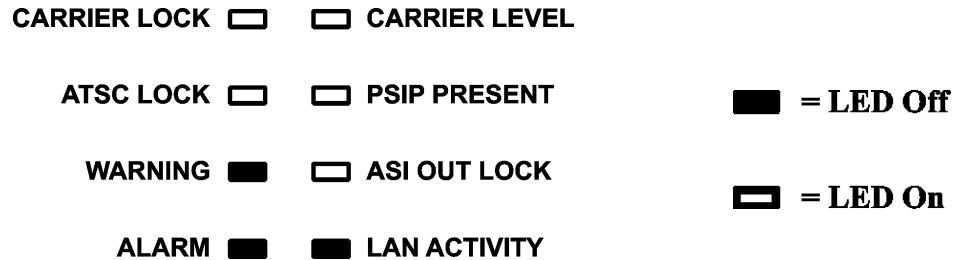 CARRIER LOCK CARRIER LEVEL
ATSC LOCK PSIP PRESENT
= LED Off
WARNING ASI OUT LOCK
= LED On
ALARM LAN ACTIVITY